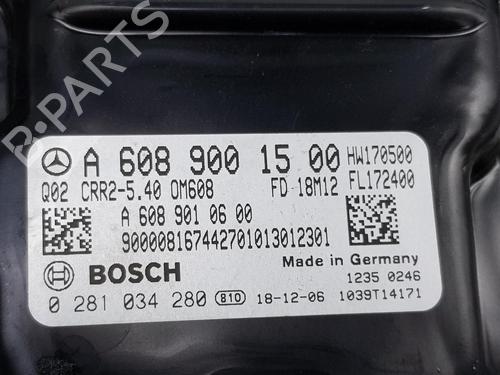 B-PARTS
A 608 900 15 00 HW170500
Q02 CRR2-5.40 OM608 FD 18M12 FL172400
A 608 901 06 00
900008167442701013012301
Made in Germany
BOSCH 1235 0246
0 281 034 280 B10 18-12-06 1039T14171